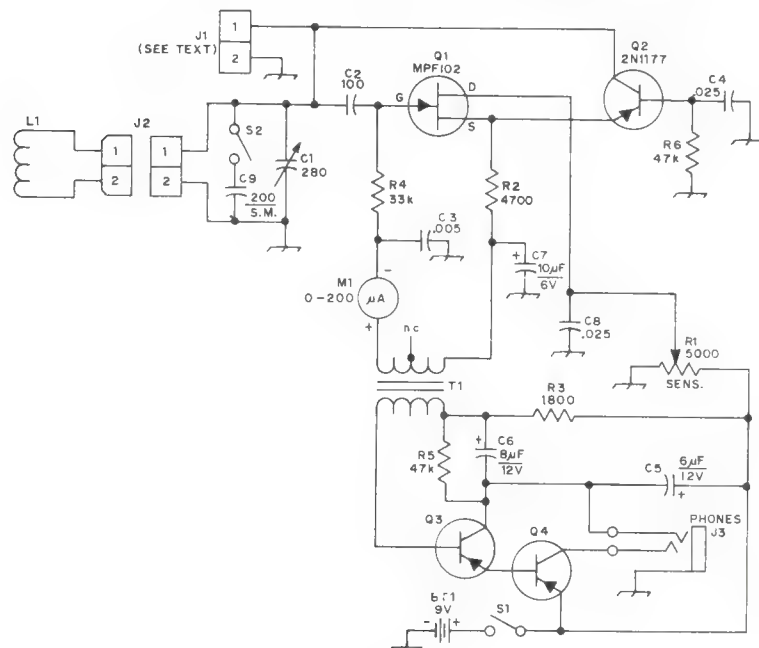 J1
(SEE TEXT)
1
2
L1
J2
1
2
1
2
S2
C9
200
S.M.
C1
280
C2
100
Q1
MPF102
G
D
S
Q2
2N1177
C4
.025
R6
47k
R4
33k
R2
4700
C3
.005
C7
+
10µF
6V
M1
0-200
µA
-
+
nc
T1
C8
.025
R1
5000
SENS.
R3
1800
R5
47k
C6
+
8µF
12V
C5
6µF
12V
+
PHONES
J3
Q3
Q4
BT1
9V
-
+
S1